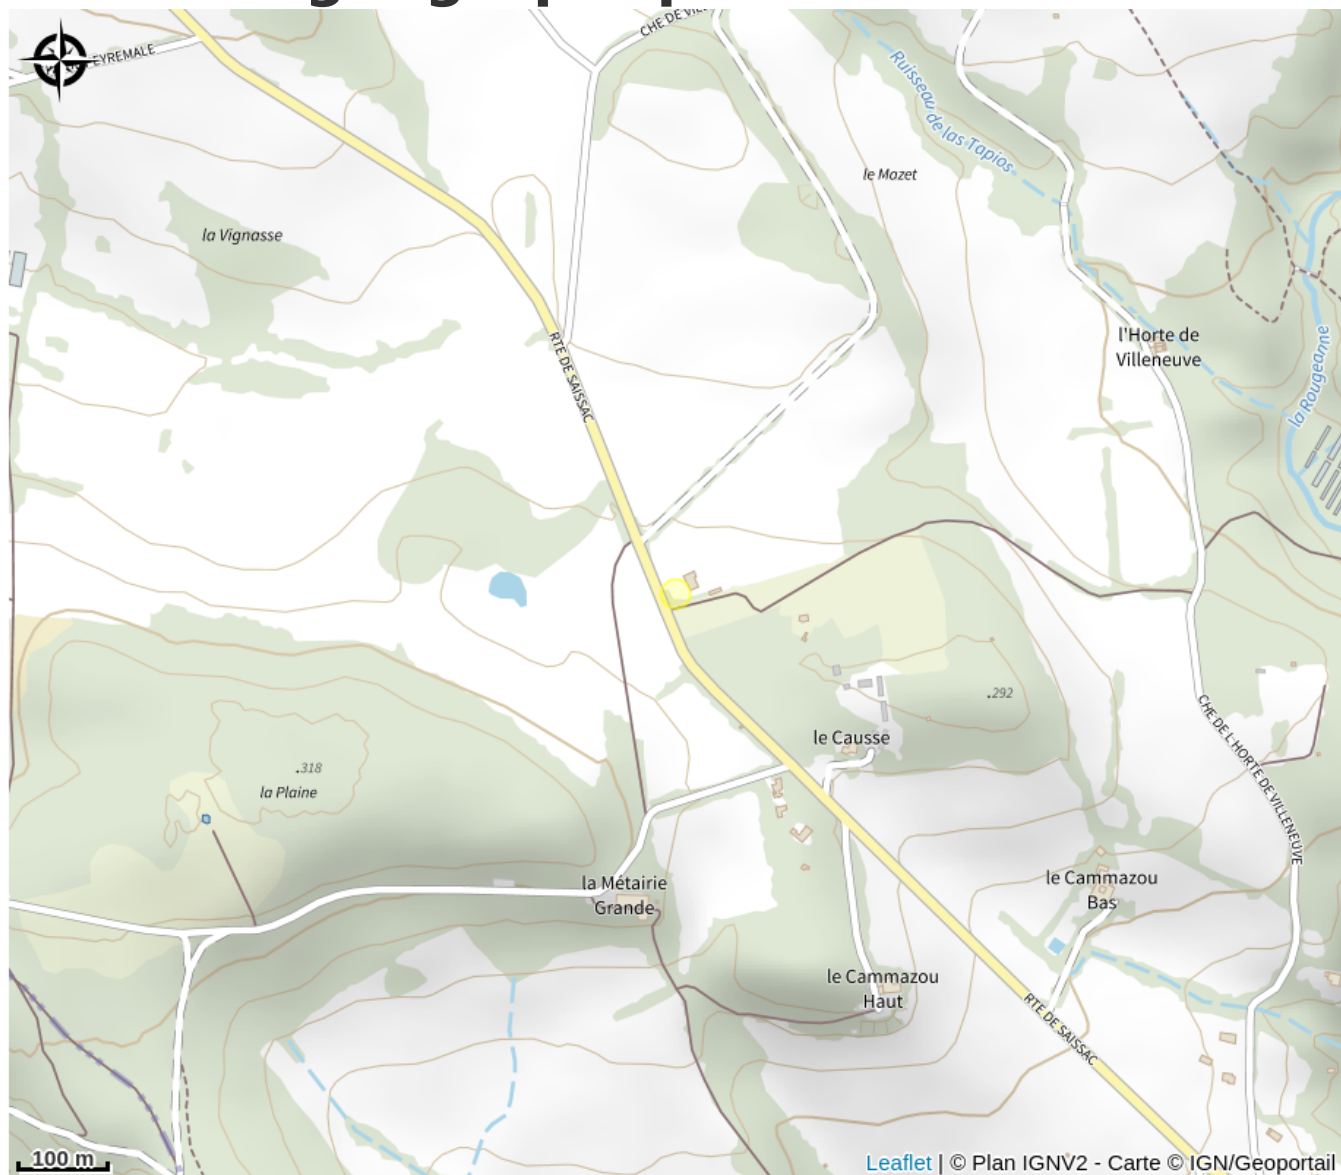 CHE DE
EYREMALE
Ruisseau de las Tapios
le Mazet
la Vignasse
RTE DE SAISSAC
l'Horte de
Villeneuve
la Rougeanne
.292
le Causse
CHE DE L'HORTE DE VILLENEUVE
.318
la Plaine
la Métairie
Grande
le Cammazou
Bas
le Cammazou
Haut
RTE DE SAISSAC
100 m
Leaflet | © Plan IGNV2 - Carte © IGN/Geoportail